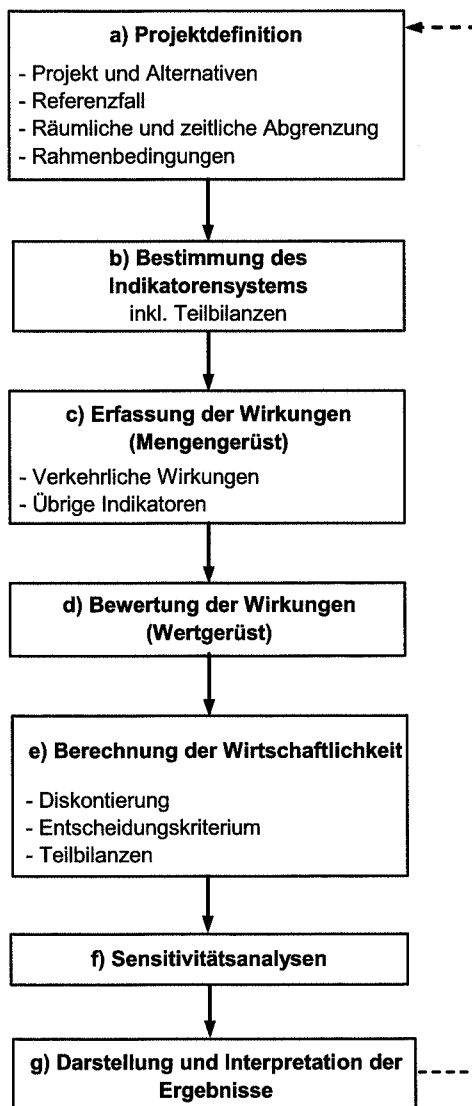 a) Projektdefinition
- Projekt und Alternativen
- Referenzfall
- Räumliche und zeitliche Abgrenzung
- Rahmenbedingungen
b) Bestimmung des
Indikatorensystems
inkl. Teilbilanzen
c) Erfassung der Wirkungen
(Mengengerüst)
- Verkehrliche Wirkungen
- Übrige Indikatoren
d) Bewertung der Wirkungen
(Wertgerüst)
e) Berechnung der Wirtschaftlichkeit
- Diskontierung
- Entscheidungskriterium
- Teilbilanzen
f) Sensitivitätsanalysen
g) Darstellung und Interpretation der
Ergebnisse